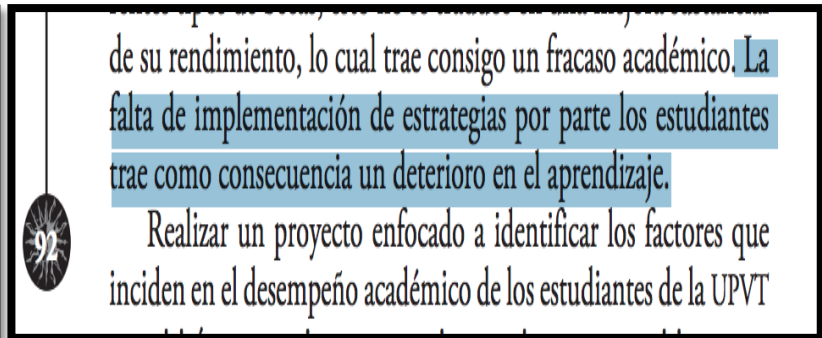 de su rendimiento, lo cual trae consigo un fracaso académico. La
falta de implementación de estrategias por parte los estudiantes
trae como consecuencia un deterioro en el aprendizaje.
92
Realizar un proyecto enfocado a identificar los factores que
inciden en el desempeño académico de los estudiantes de la UPVT